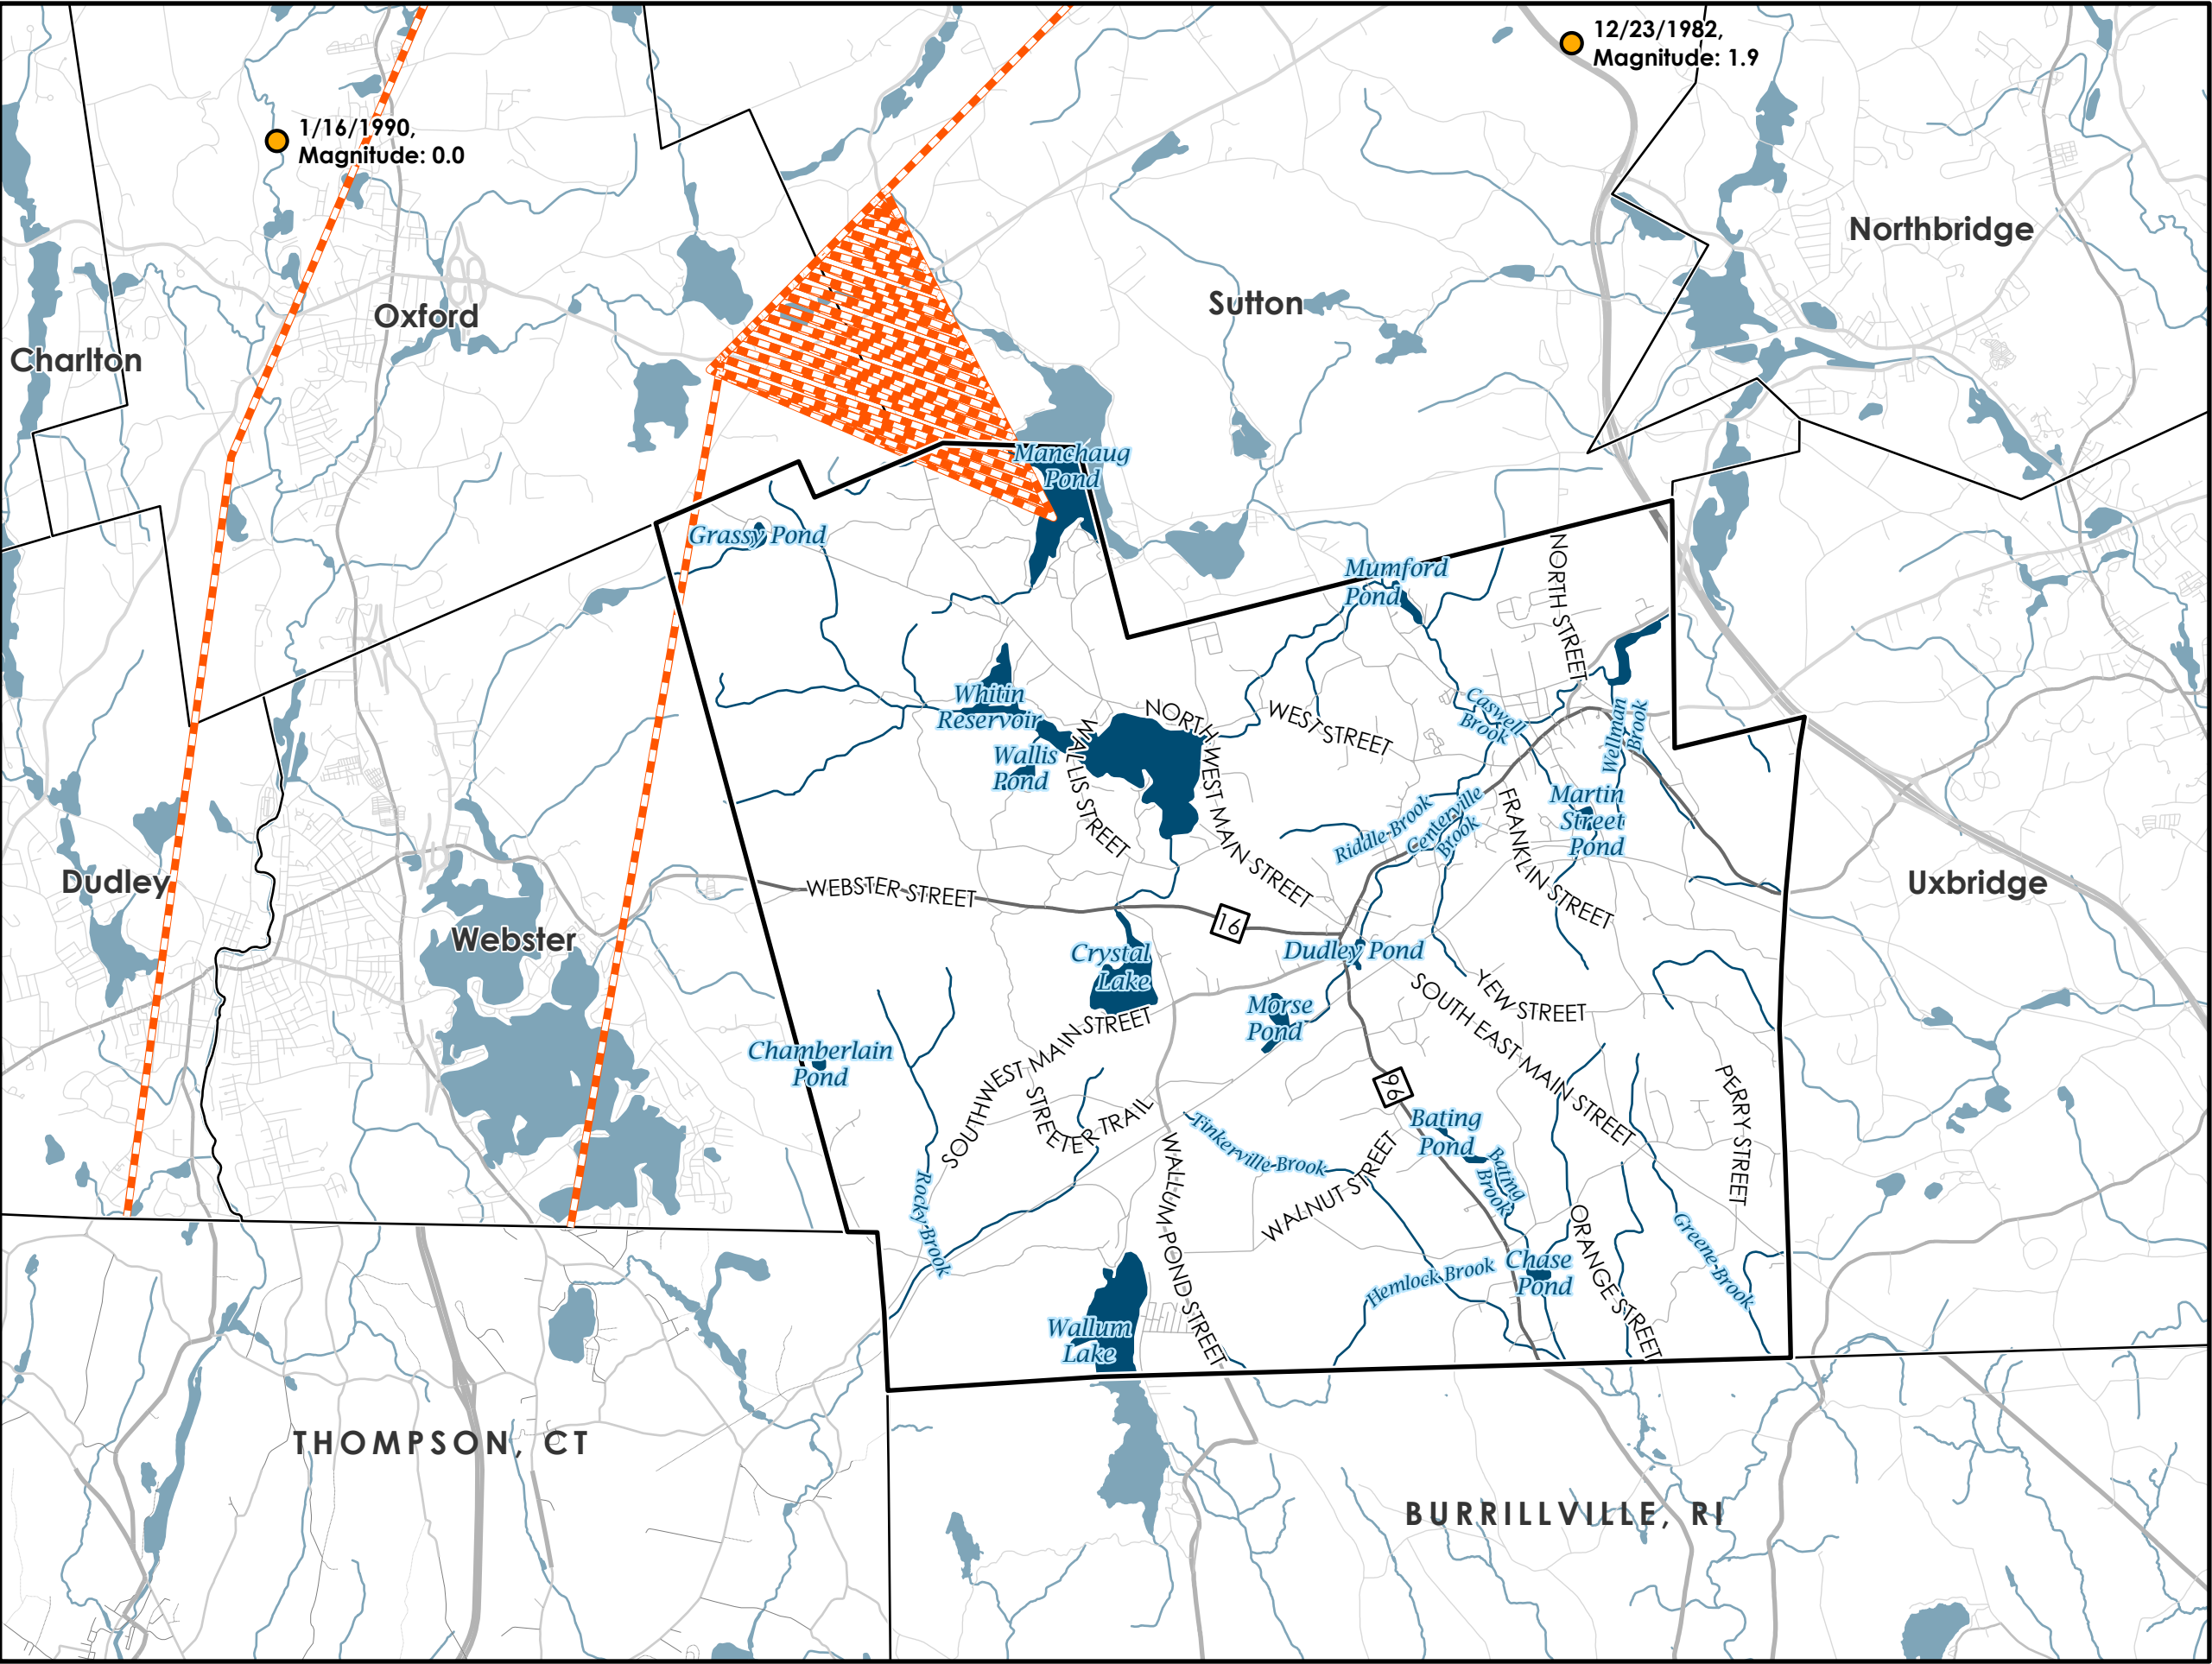 12/23/1982,
Magnitude: 1.9
1/16/1990,
Magnitude: 0.0
Northbridge
Sutton
Oxford
Charlton
Manchaug
Pond
Grassy Pond
Mumford
Pond
NORTH STREET
Whitin
Reservoir
Wallis
Pond
WALLIS STREET
NORTH WEST MAIN STREET
WEST STREET
Caswell
Brook
Wellman
Brook
Martin
Street
Pond
Riddle Brook
Centerville
Brook
FRANKLIN STREET
Dudley
Uxbridge
WEBSTER STREET
16
Webster
Crystal
Lake
Dudley Pond
Morse
Pond
YEW STREET
SOUTH EAST MAIN STREET
SOUTHWEST MAIN STREET
Chamberlain
Pond
STREETER TRAIL
96
PERRY STREET
Bating
Pond
Bating
Brook
Tinkerville Brook
WALNUT STREET
WALLUM POND STREET
Rocky Brook
ORANGE STREET
Greene Brook
Chase
Pond
Hemlock Brook
Wallum
Lake
THOMPSON, CT
BURRILLVILLE, RI